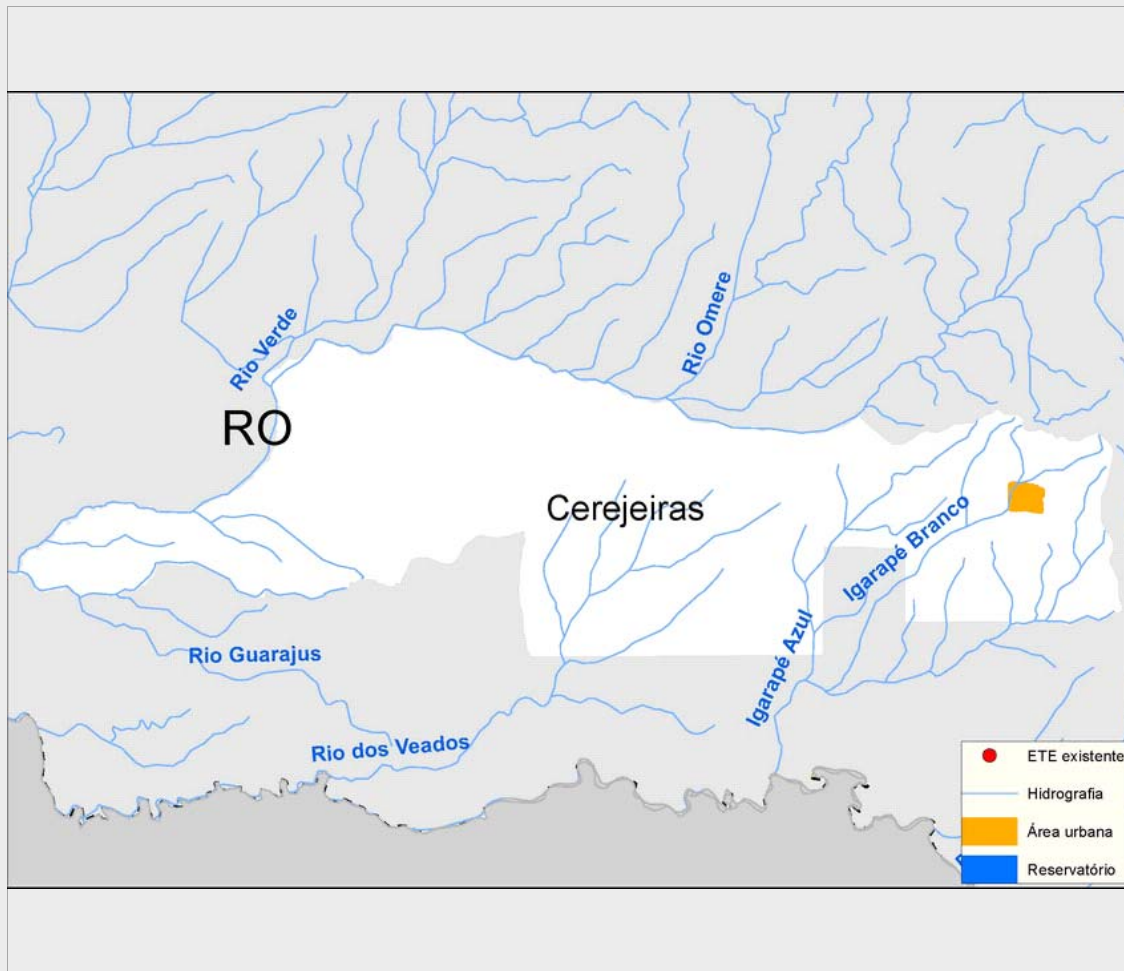 Rio Omere
Rio Verde
RO
Cerejeiras
Igarapé Branco
Igarapé Azul
Rio Guarajus
Rio dos Veados
ETE existente
Hidrografia
Área urbana
Reservatório